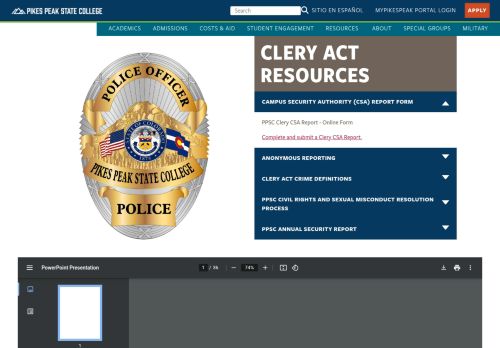 PIKES PEAK STATE COLLEGE
Search
SITIO EN ESPAÑOL
MYPIKESPEAK PORTAL LOGIN
APPLY
ACADEMICS ADMISSIONS COSTS & AID STUDENT ENGAGEMENT RESOURCES ABOUT SPECIAL GROUPS MILITARY
POLICE OFFICER
PIKES PEAK STATE COLLEGE
POLICE
CLERY ACT
RESOURCES
CAMPUS SECURITY AUTHORITY (CSA) REPORT FORM
PPSC Clery CSA Report - Online Form
Complete and submit a Clery CSA Report.
ANONYMOUS REPORTING
CLERY ACT CRIME DEFINITIONS
PPSC CIVIL RIGHTS AND SEXUAL MISCONDUCT RESOLUTION
PROCESS
PPSC ANNUAL SECURITY REPORT
PowerPoint Presentation
1 / 36
74%
1